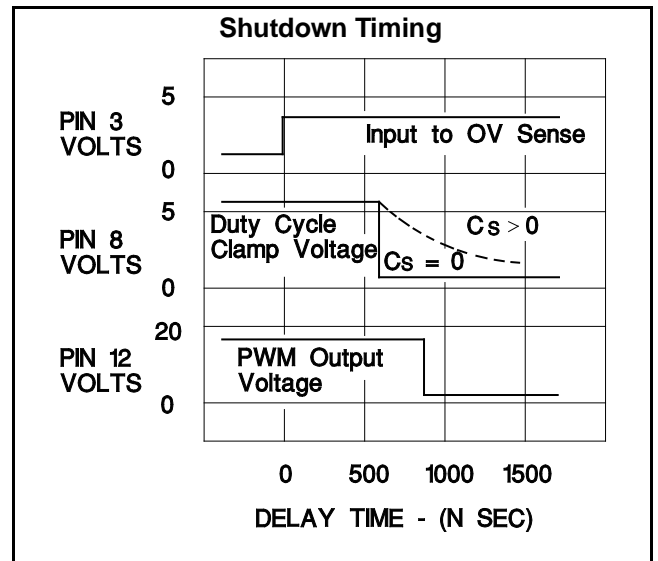 Shutdown Timing
5
PIN 3
VOLTS
0
Input to OV Sense
5
PIN 8
VOLTS
0
Duty Cycle
Clamp Voltage
Cs > 0
Cs = 0
20
PIN 12
VOLTS
0
PWM Output
Voltage
0 500 1000 1500
DELAY TIME - (N SEC)